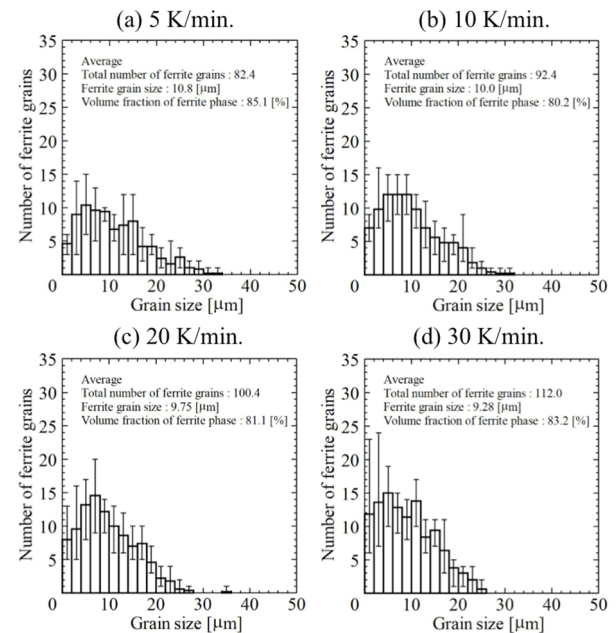 (a) 5 K/min.
35
30
25
20
15
10
5
0
10
20
30
40
50
Number of ferrite grains
Grain size [μm]
Average
Total number of ferrite grains : 82.4
Ferrite grain size : 10.8 [μm]
Volume fraction of ferrite phase : 85.1 [%]
(b) 10 K/min.
35
30
25
20
15
10
5
0
10
20
30
40
50
Number of ferrite grains
Grain size [μm]
Average
Total number of ferrite grains : 92.4
Ferrite grain size : 10.0 [μm]
Volume fraction of ferrite phase : 80.2 [%]
(c) 20 K/min.
35
30
25
20
15
10
5
0
10
20
30
40
50
Number of ferrite grains
Grain size [μm]
Average
Total number of ferrite grains : 100.4
Ferrite grain size : 9.75 [μm]
Volume fraction of ferrite phase : 81.1 [%]
(d) 30 K/min.
35
30
25
20
15
10
5
0
10
20
30
40
50
Number of ferrite grains
Grain size [μm]
Average
Total number of ferrite grains : 112.0
Ferrite grain size : 9.28 [μm]
Volume fraction of ferrite phase : 83.2 [%]